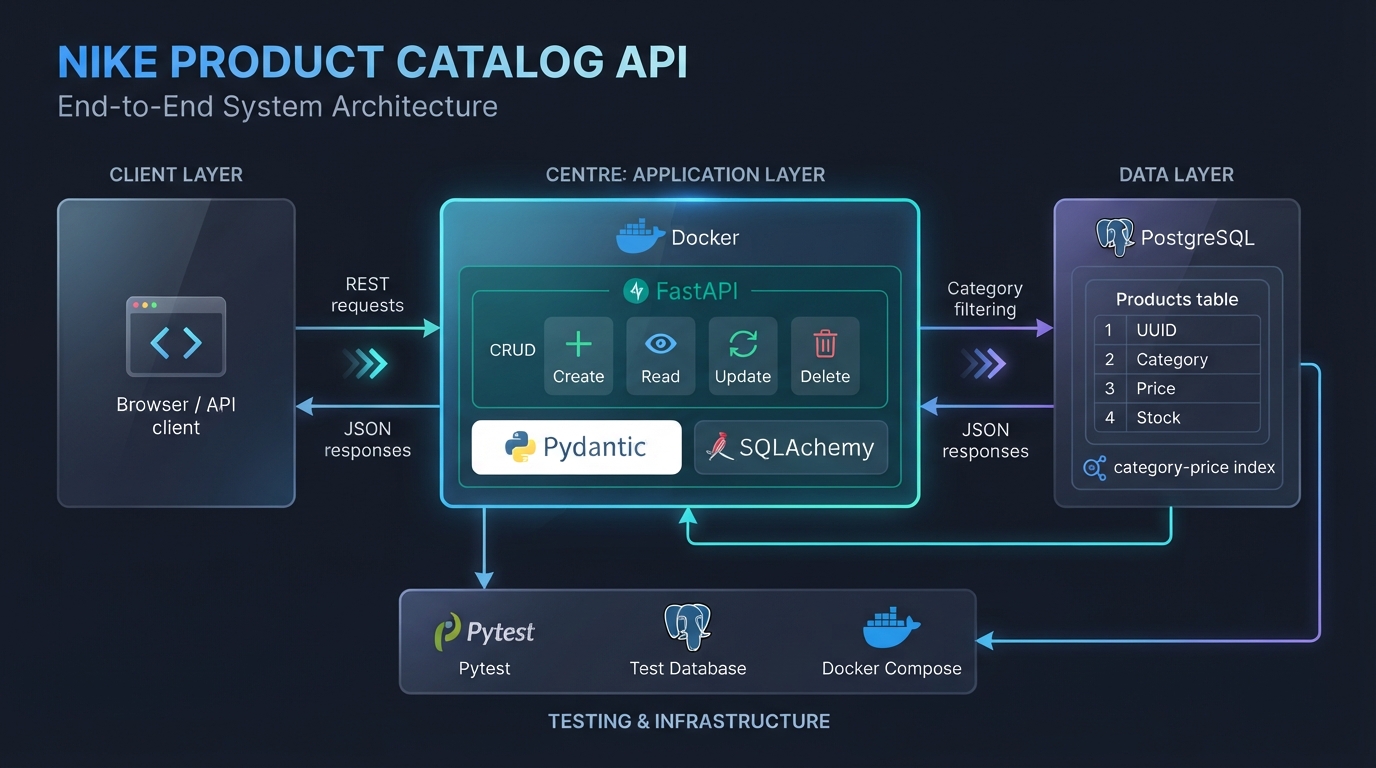 NIKE PRODUCT CATALOG API
End-to-End System Architecture
CLIENT LAYER
Browser / API
client
REST
requests
JSON
responses
CENTRE: APPLICATION LAYER
Docker
FastAPI
CRUD
Create
Read
Update
Delete
Pydantic
SQLAchemy
Category
filtering
JSON
responses
DATA LAYER
PostgreSQL
Products table
1 UUID
2 Category
3 Price
4 Stock
category-price index
Pytest
Pytest
Test Database
Docker Compose
TESTING & INFRASTRUCTURE